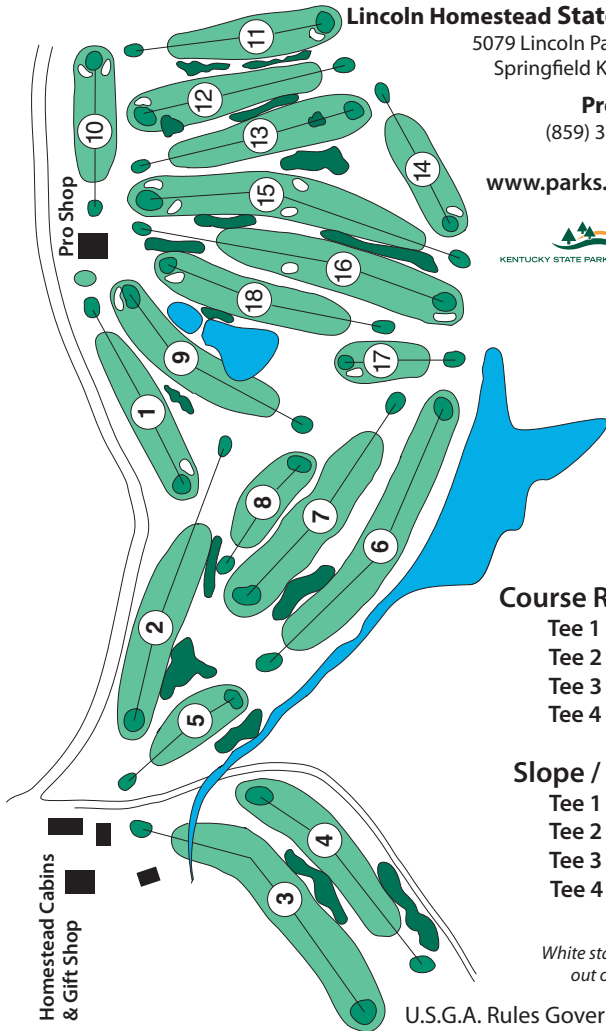 Lincoln Homestead State
5079 Lincoln Pa
Springfield K
Pro
(859) 3
www.parks.
KENTUCKY STATE PARK
Pro Shop
11
10
12
13
14
15
16
18
17
9
1
8
7
6
2
5
4
3
Homestead Cabins
& Gift Shop
Course R
Tee 1
Tee 2
Tee 3
Tee 4
Slope /
Tee 1
Tee 2
Tee 3
Tee 4
White sta
out o
U.S.G.A. Rules Gover